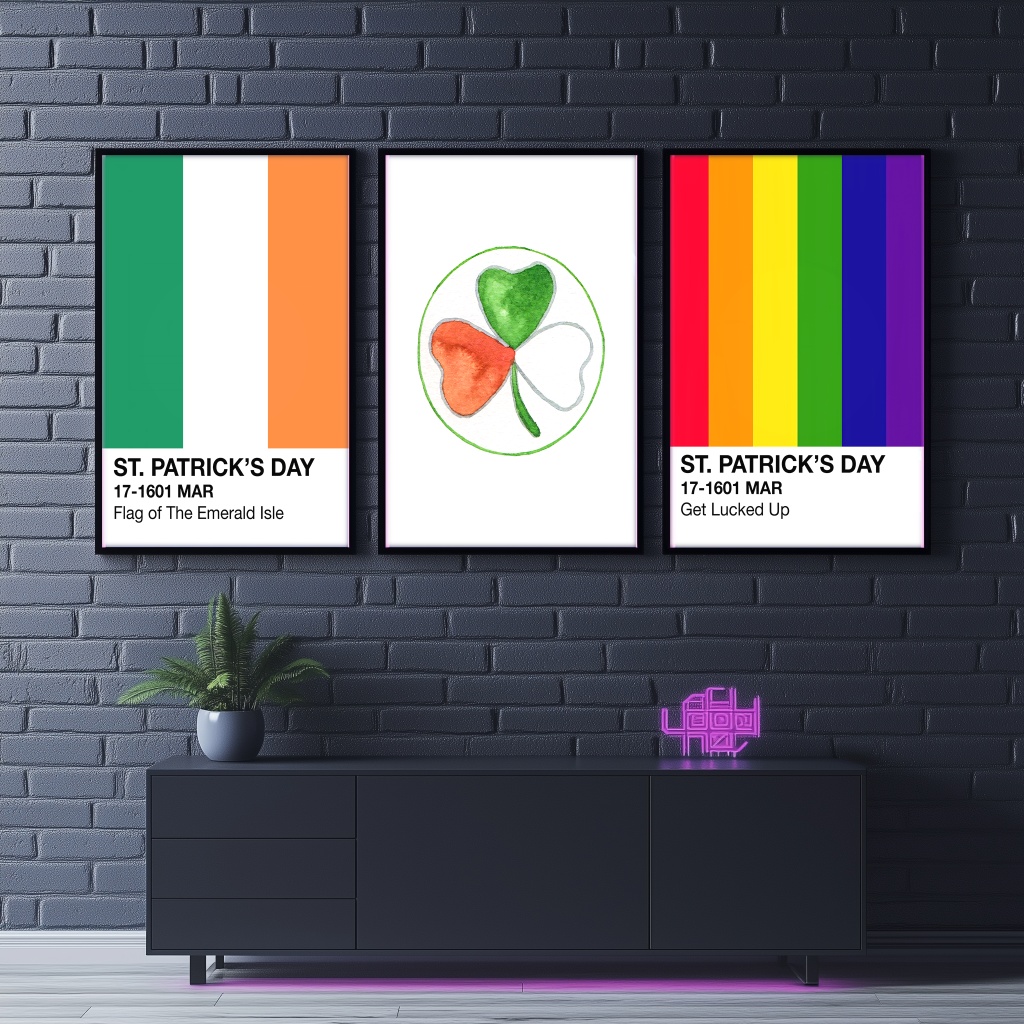 ST. PATRICK’S DAY
17-1601 MAR
Flag of The Emerald Isle
ST. PATRICK’S DAY
17-1601 MAR
Get Lucked Up